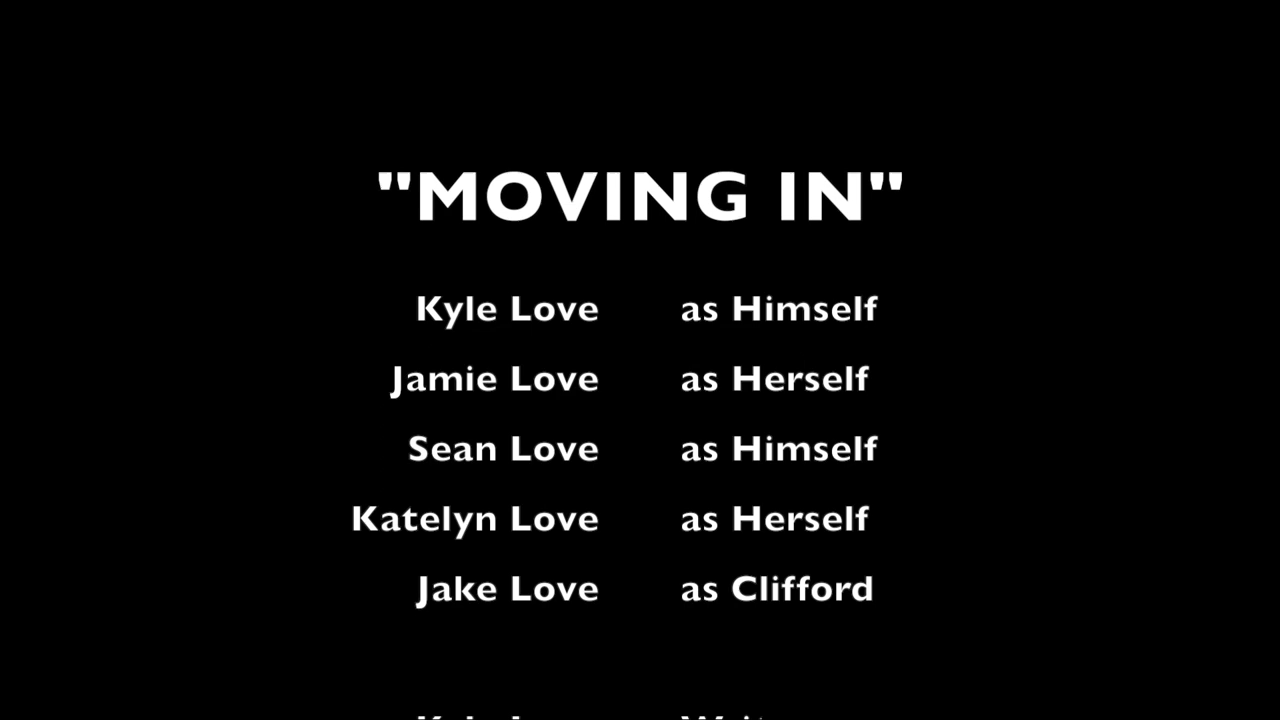 "MOVING IN"
Kyle Love as Himself
Jamie Love as Herself
Sean Love as Himself
Katelyn Love as Herself
Jake Love as Clifford